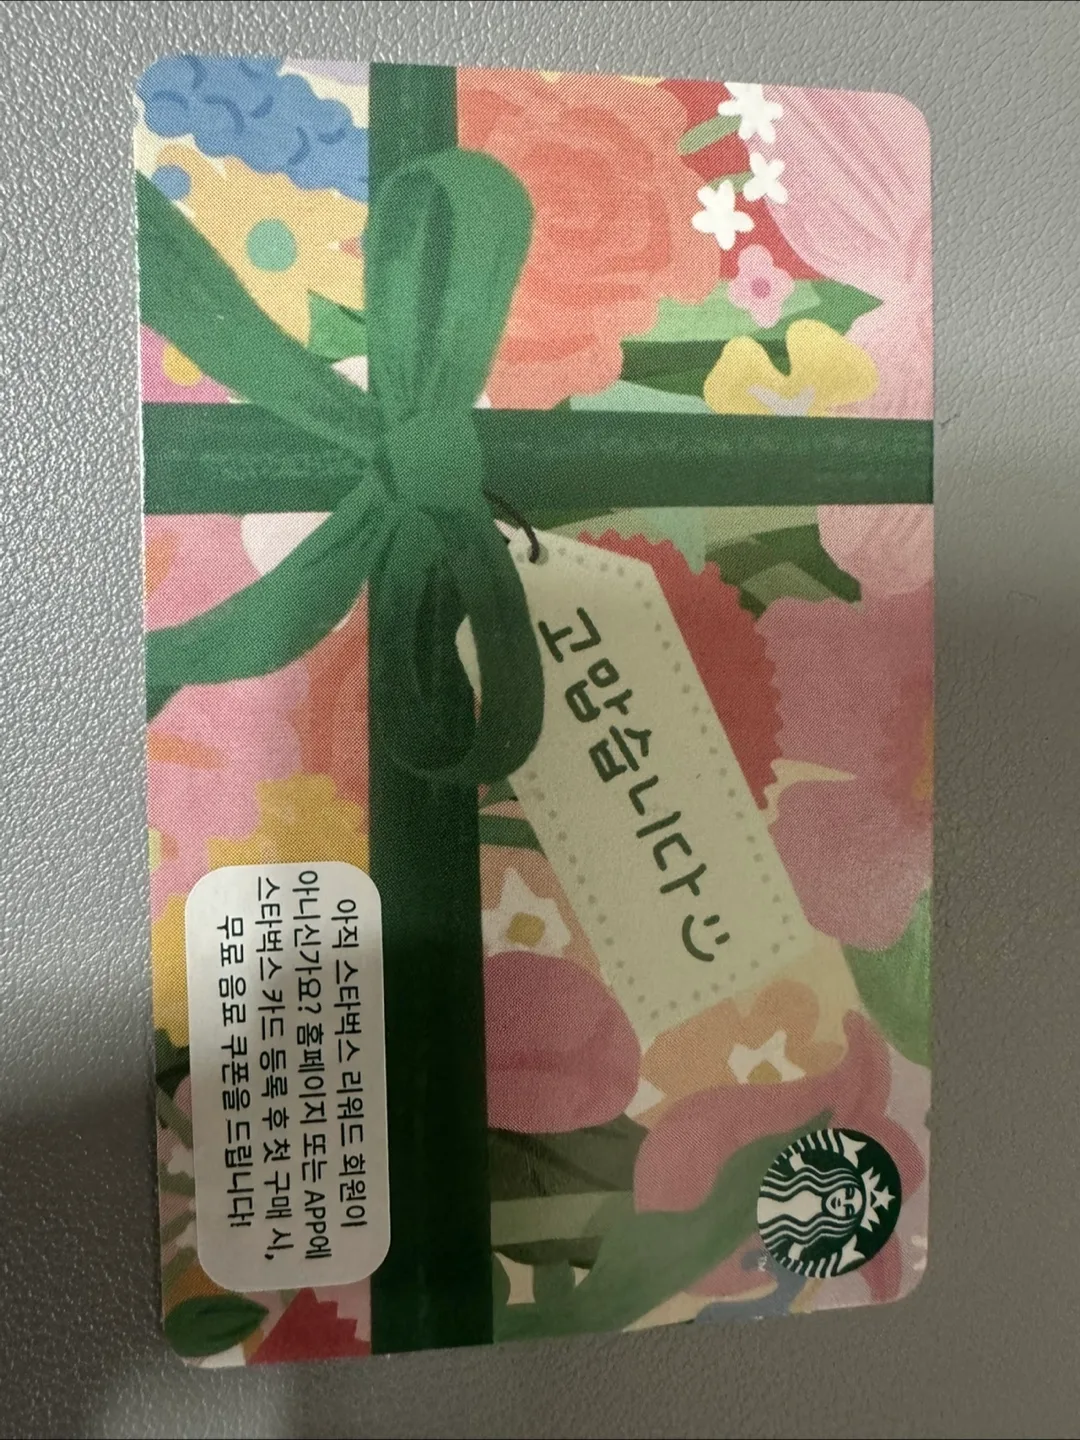 고맙습니다 :)
아직 스타벅스 리워드 회원이
아니신가요? 홈페이지 또는 APP에
스타벅스 카드 등록 후 첫 구매 시,
무료 음료 쿠폰을 드립니다!